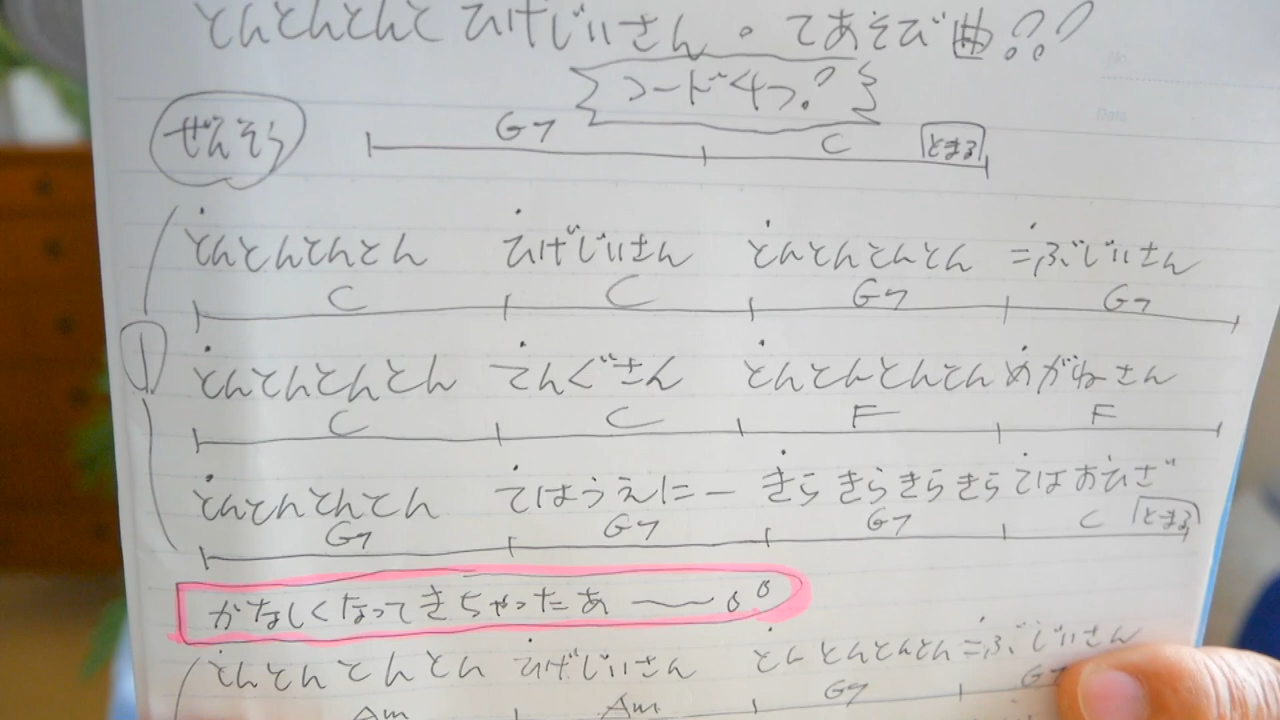 とんとんとんと ひげじいさん。てあそび曲??
コード4つ?
ぜんそう G7 C とまる
とんとんとんとん ひげじいさん とんとんとんとん こぶじいさん
C C G7 G7
①
とんとんとんとん てんぐさん とんとんとんとん めがねさん
C C F F
とんとんとんとん てはうえにー きら きら きら きら てはおひざ
G7 G7 G7 C とまる
かなしくなってきちゃったあ〜
とんとんとんとん ひげじいさん とんとんとんとん こぶじいさん
Am Am G7 G7